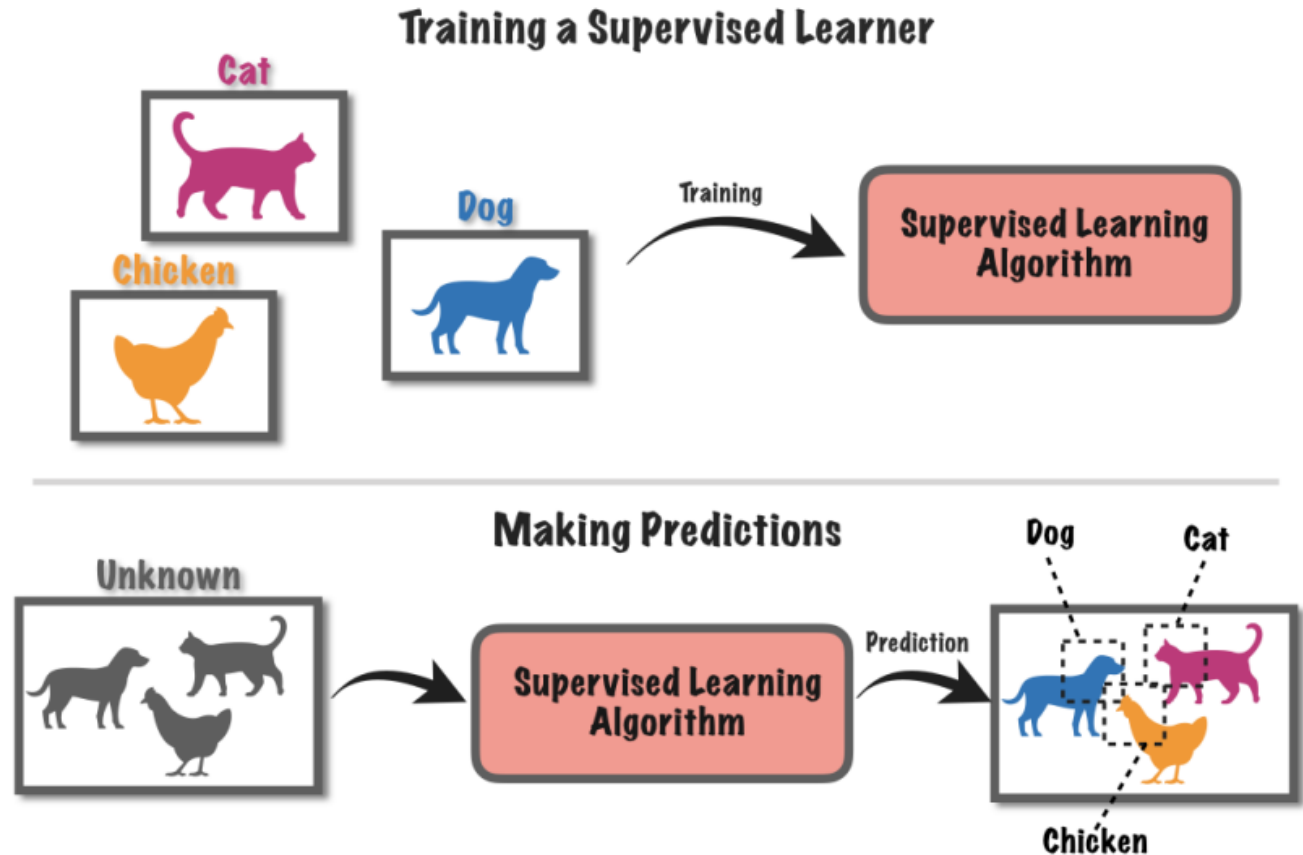 Training a Supervised Learner
Cat
Dog
Chicken
Training
Supervised Learning
Algorithm
Making Predictions
Unknown
Supervised Learning
Algorithm
Prediction
Dog
Cat
Chicken